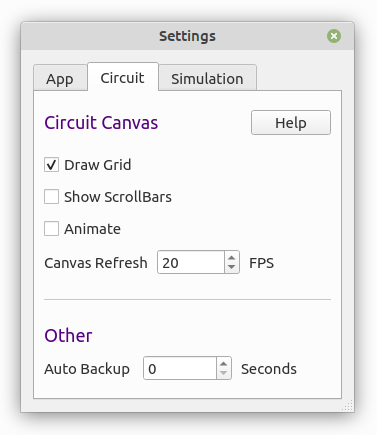 Settings
App Circuit Simulation
Circuit Canvas Help
Draw Grid
Show ScrollBars
Animate
Canvas Refresh 20 FPS
Other
Auto Backup 0 Seconds